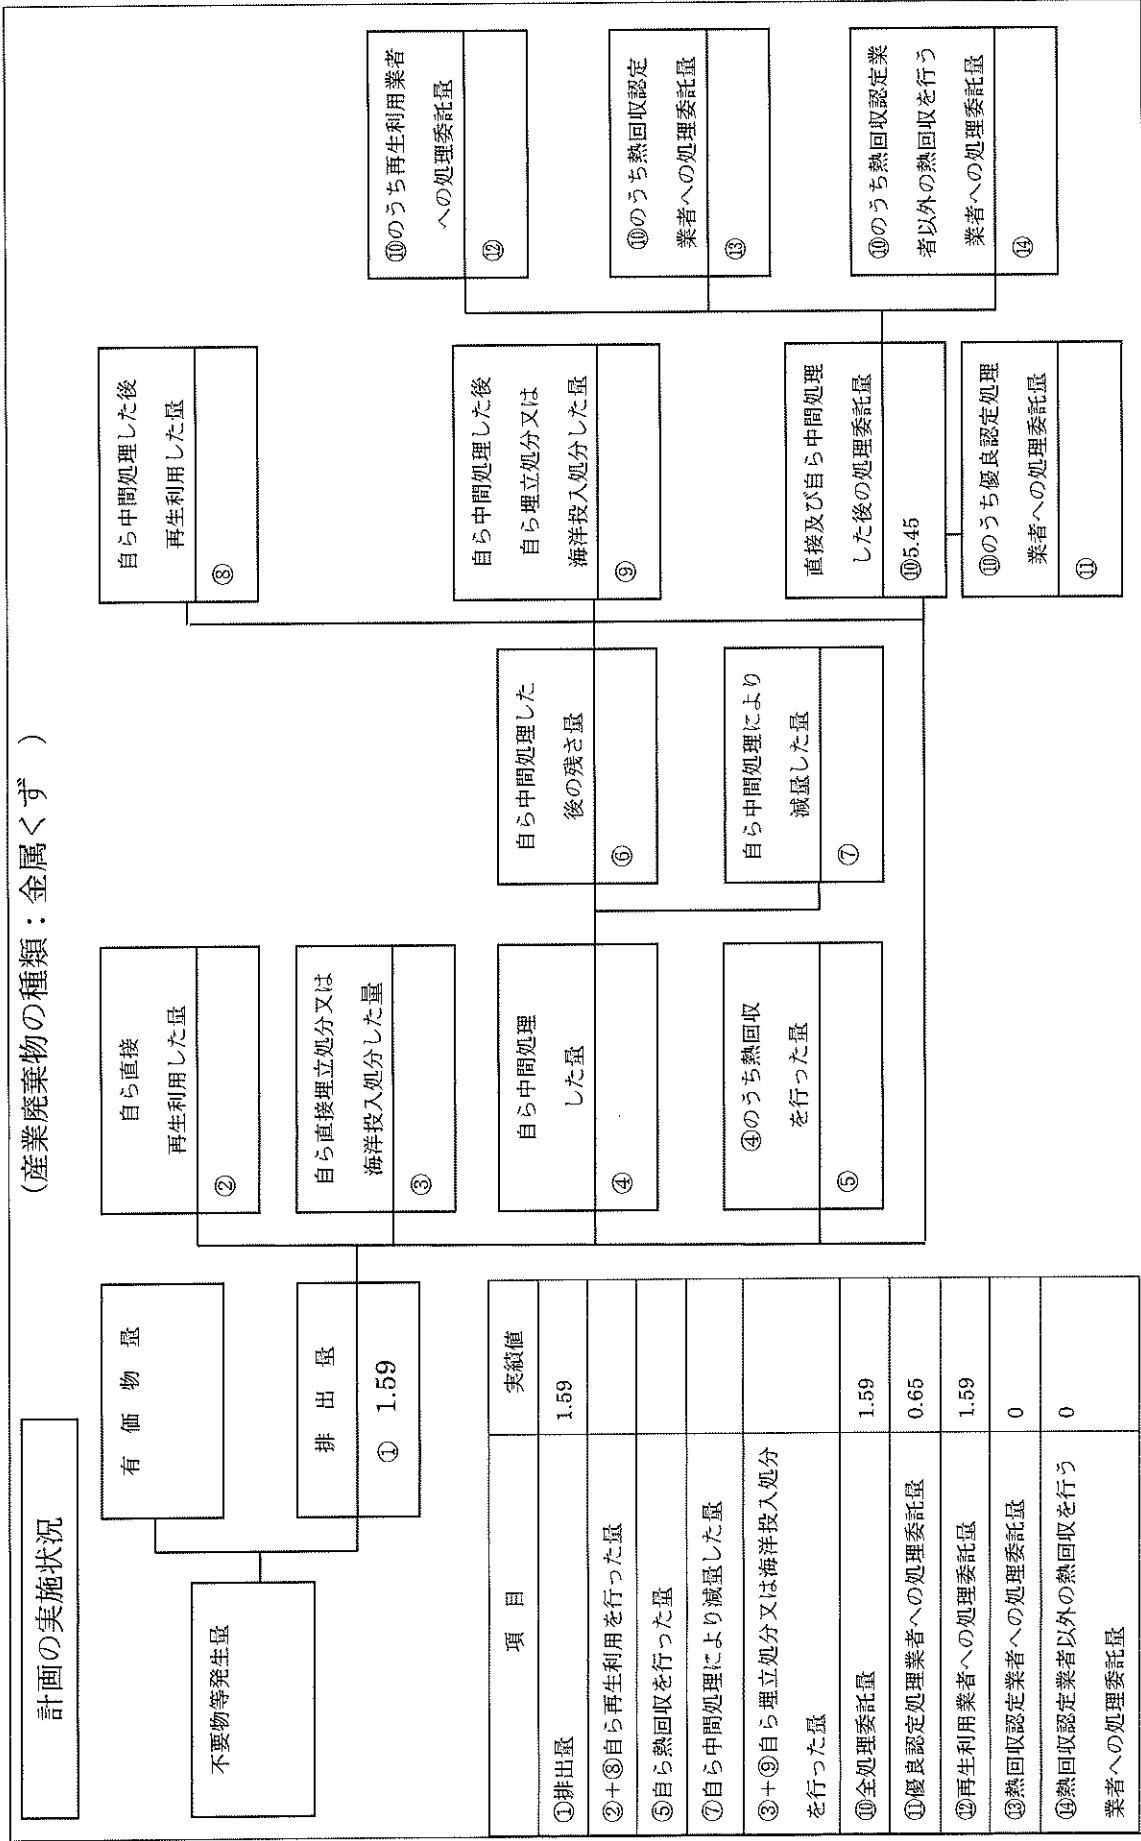 計画の実施状況
(産業廃棄物の種類：金属くず　)
不要物等発生量
有　価　物　量
排　出　量
① 1.59
自ら直接
再生利用した量
②
自ら直接埋立処分又は
海洋投入処分した量
③
自ら中間処理
した量
④
④のうち熱回収
を行った量
⑤
自ら中間処理した
後の残さ量
⑥
自ら中間処理により
減量した量
⑦
自ら中間処理した後
再生利用した量
⑧
自ら中間処理した後
自ら埋立処分又は
海洋投入処分した量
⑨
直接及び自ら中間処理
した後の処理委託量
⑩5.45
⑩のうち優良認定処理
業者への処理委託量
⑪
⑩のうち再生利用業者
への処理委託量
⑫
⑩のうち熱回収認定
業者への処理委託量
⑬
⑩のうち熱回収認定業
者以外の熱回収を行う
業者への処理委託量
⑭
項　目　実績値
①排出量　1.59
②+⑧自ら再生利用を行った量
⑤自ら熱回収を行った量
⑦自ら中間処理により減量した量
③+⑨自ら埋立処分又は海洋投入処分
を行った量
⑩全処理委託量　1.59
⑪優良認定処理業者への処理委託量　0.65
⑫再生利用業者への処理委託量　1.59
⑬熱回収認定業者への処理委託量　0
⑭熱回収認定業者以外の熱回収を行う　0
業者への処理委託量